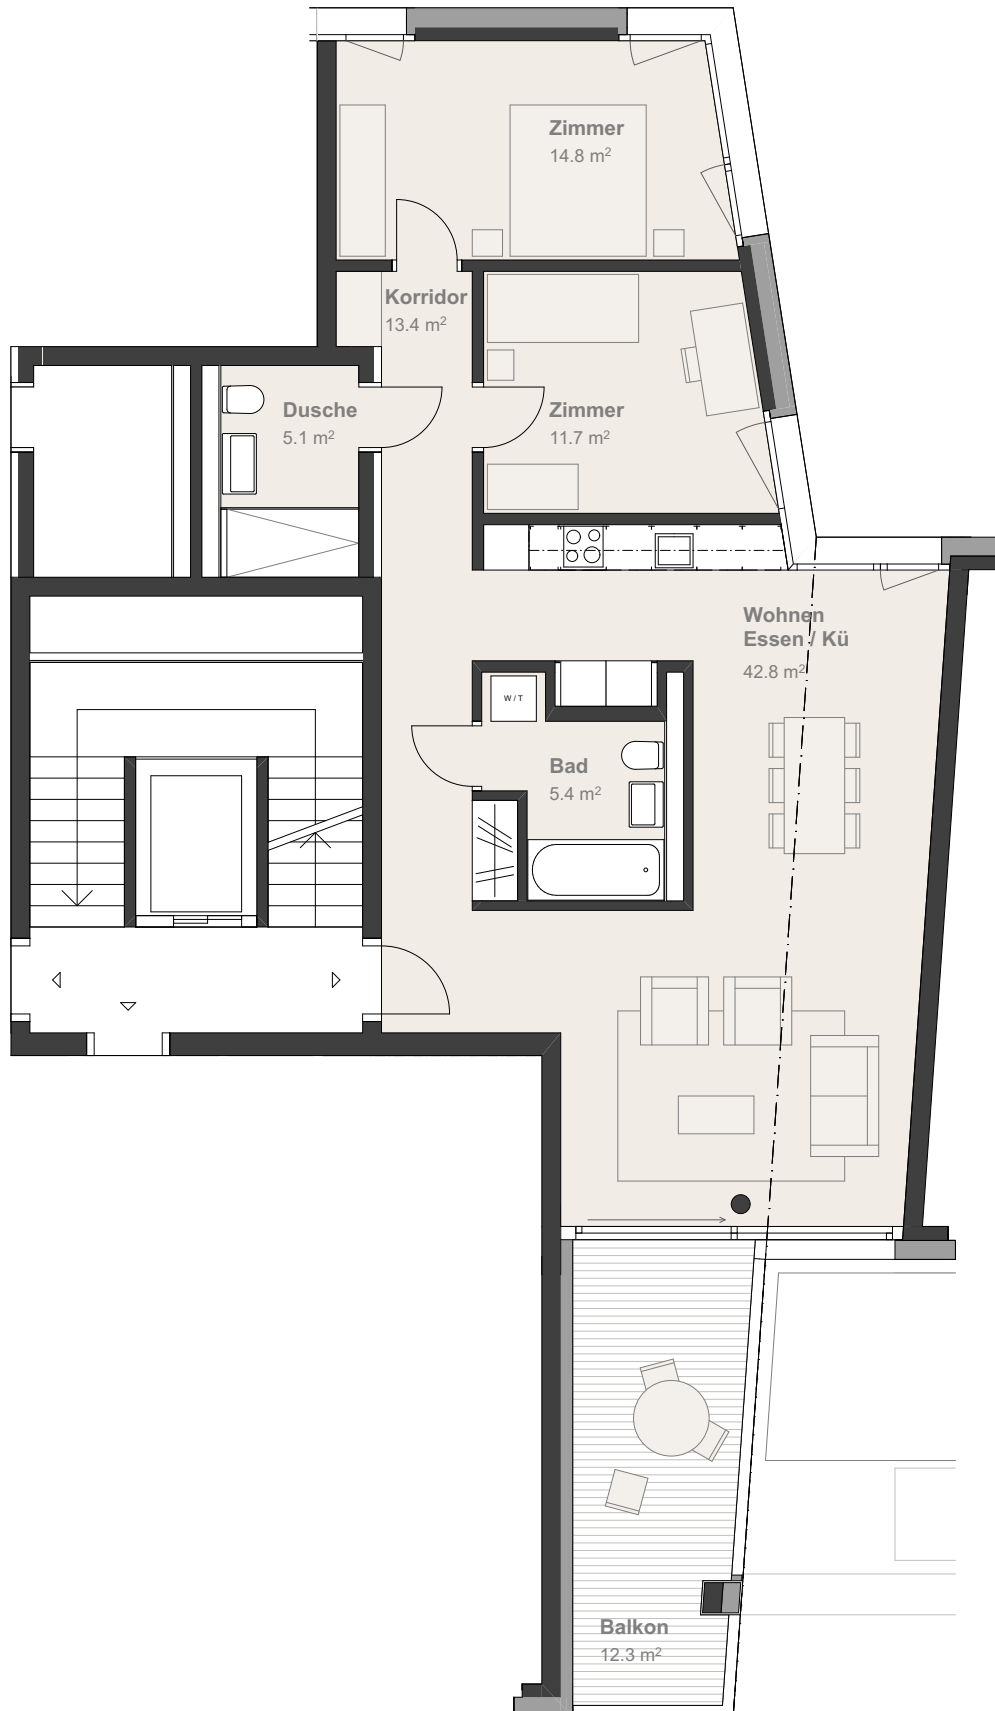 Zimmer
14.8 m²
Korridor
13.4 m²
Dusche
5.1 m²
Zimmer
11.7 m²
Wohnen
Essen / Kü
42.8 m²
W / T
Bad
5.4 m²
Balkon
12.3 m²